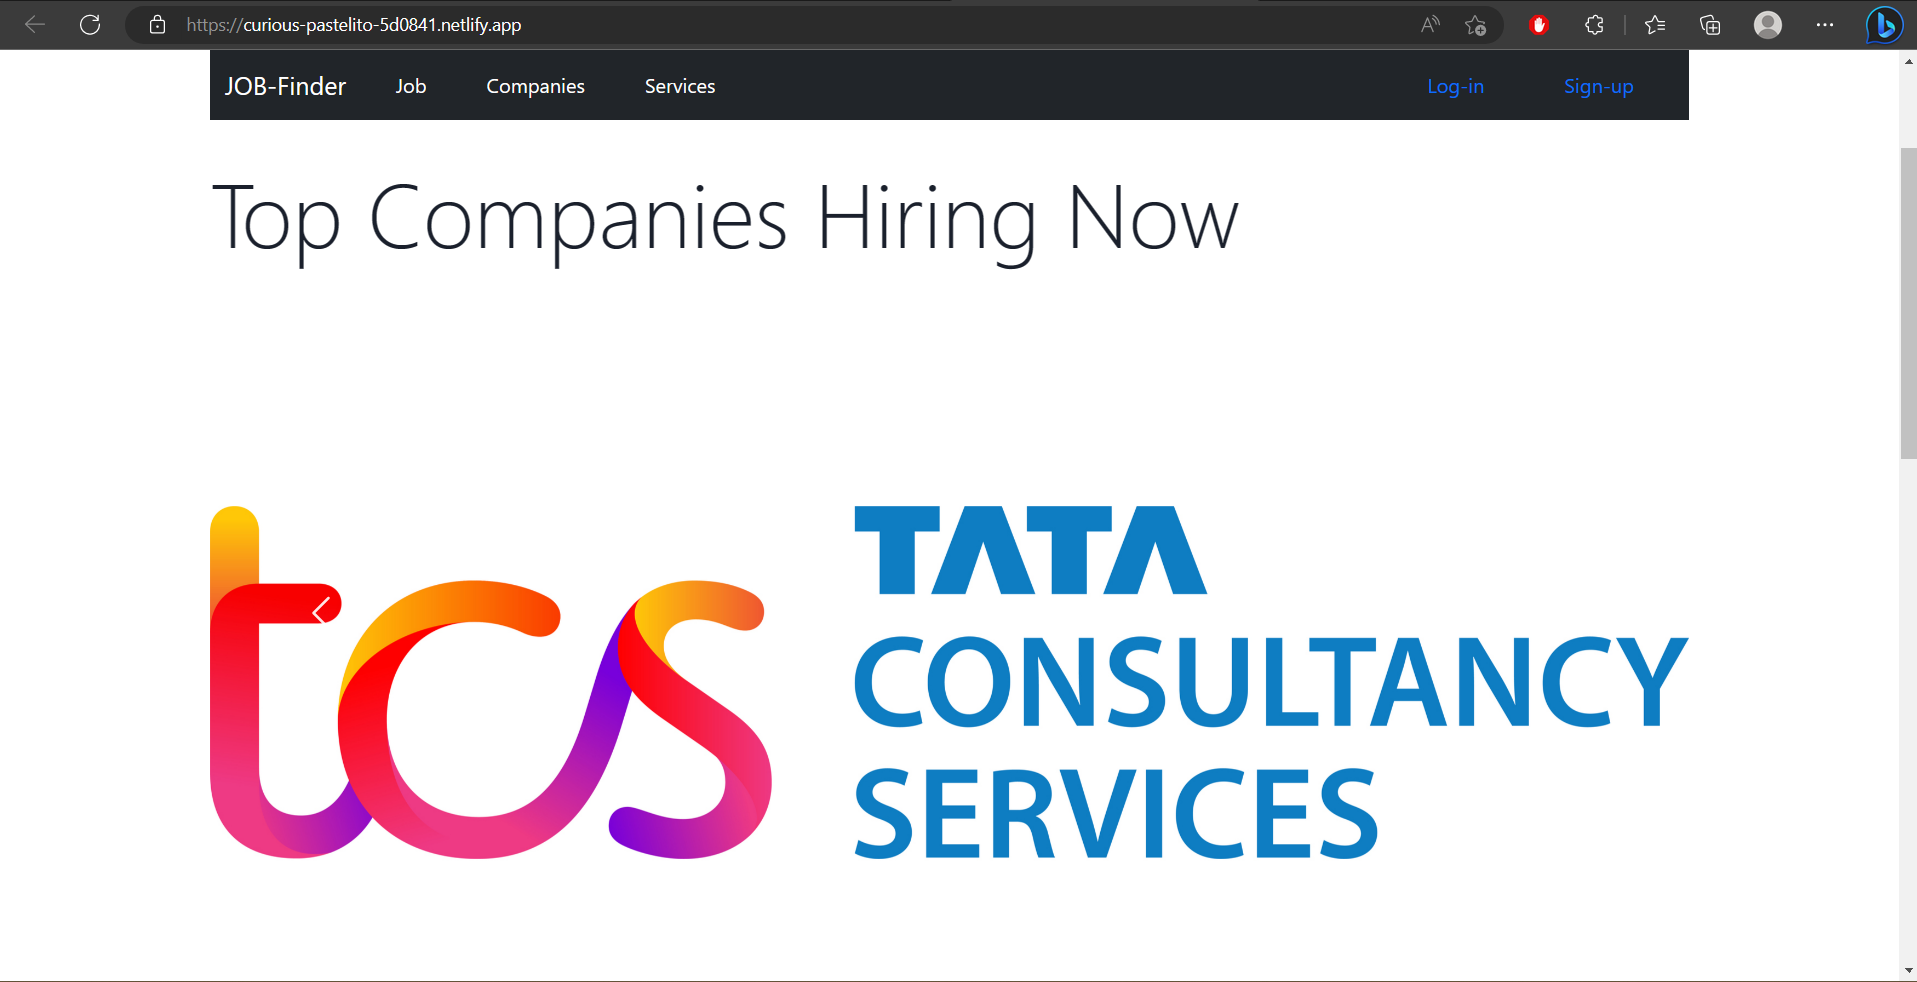 https://curious-pastelito-5d0841.netlify.app
JOB-Finder Job Companies Services Log-in Sign-up
Top Companies Hiring Now
tcs
TATA
CONSULTANCY
SERVICES